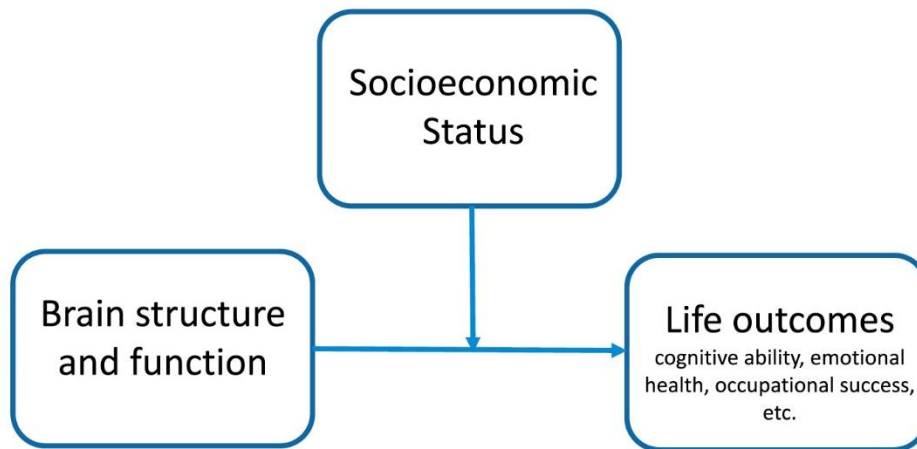 Socioeconomic
Status
Brain structure
and function
Life outcomes
cognitive ability, emotional
health, occupational success,
etc.